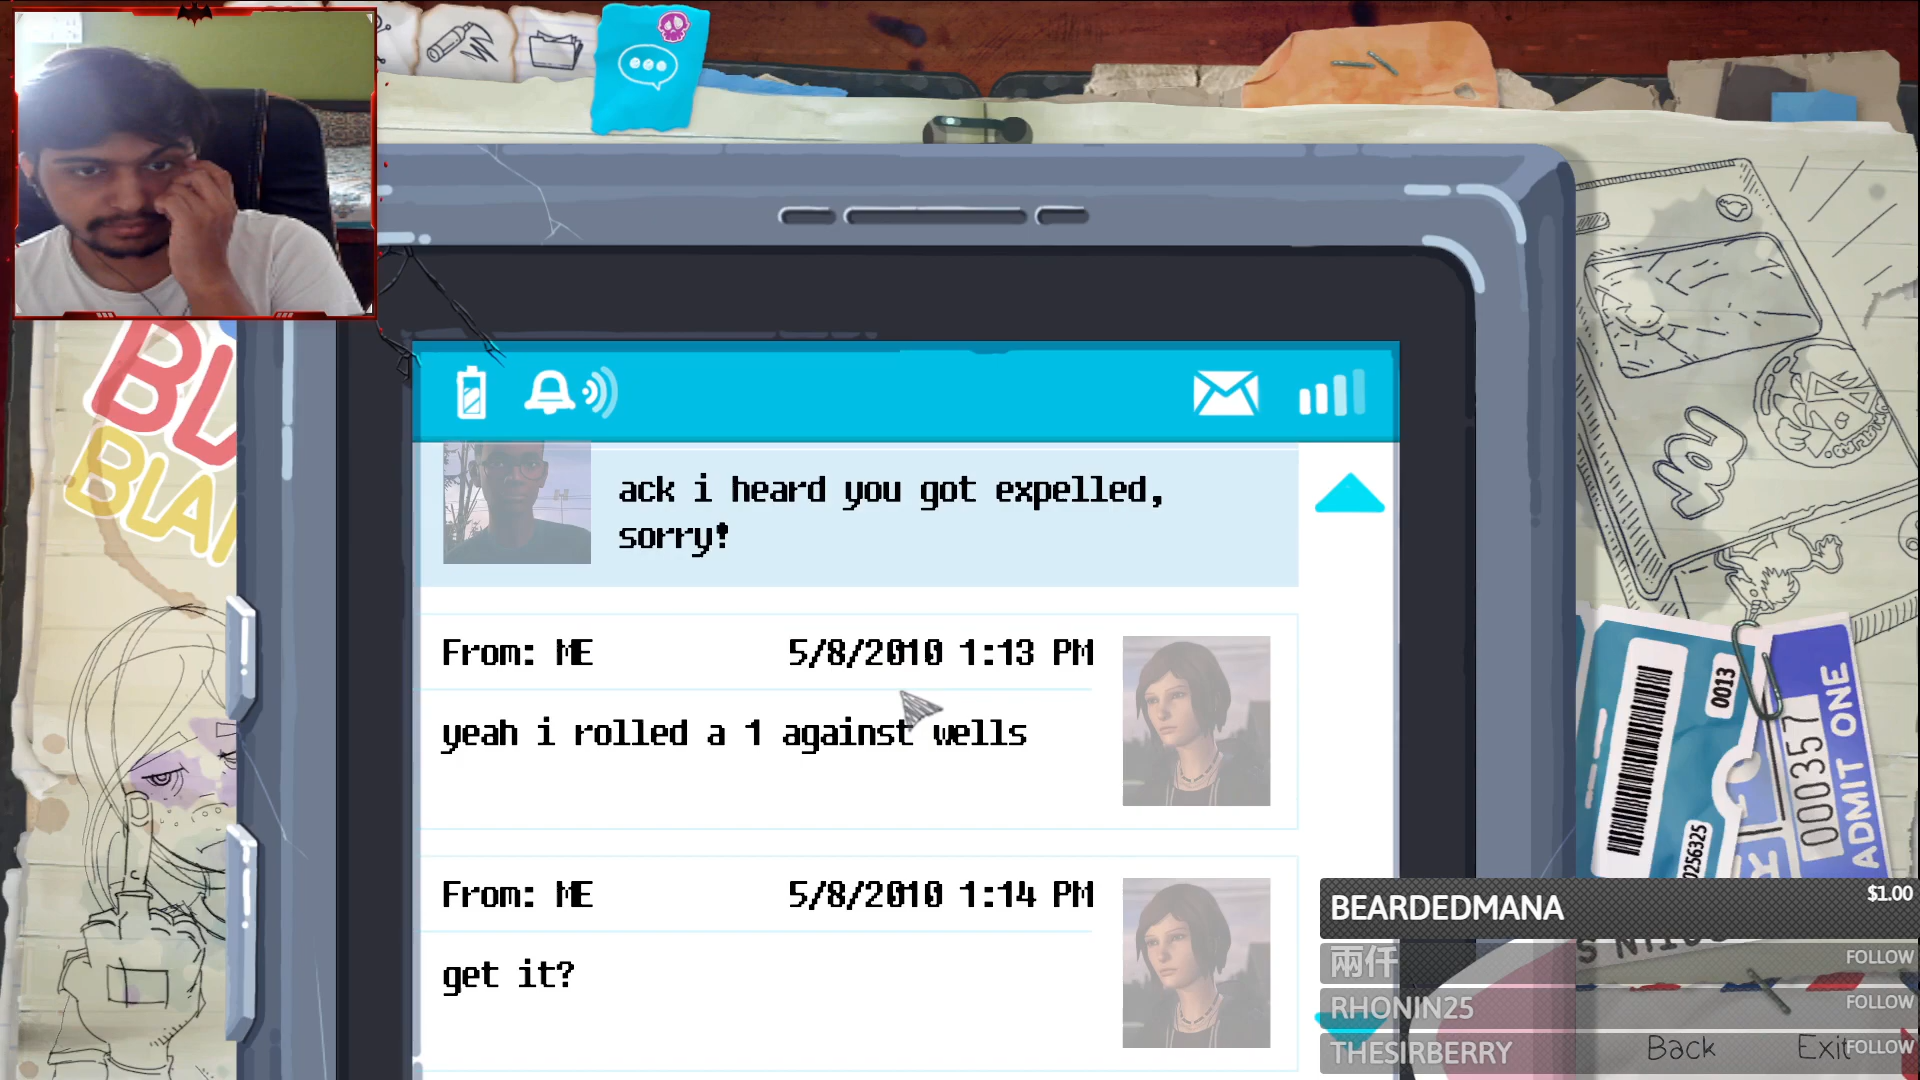 BLA
BLA
ack i heard you got expelled,
sorry!
From: ME 5/8/2010 1:13 PM
yeah i rolled a 1 against wells
From: ME 5/8/2010 1:14 PM
get it?
0013
000357
ADMIT ONE
BEARDEDMANA $1.00
兩仟 FOLLOW
RHONIN25 FOLLOW
THESIRBERRY FOLLOW
Back Exit